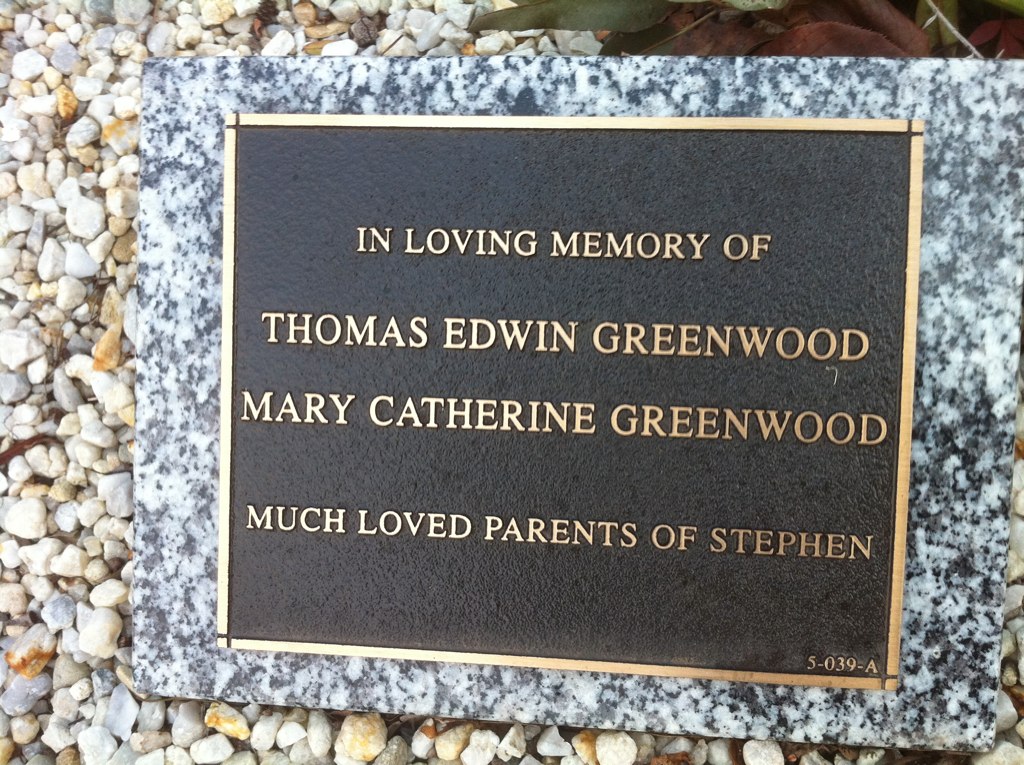 IN LOVING MEMORY OF
THOMAS EDWIN GREENWOOD
MARY CATHERINE GREENWOOD
MUCH LOVED PARENTS OF STEPHEN
5-039-A